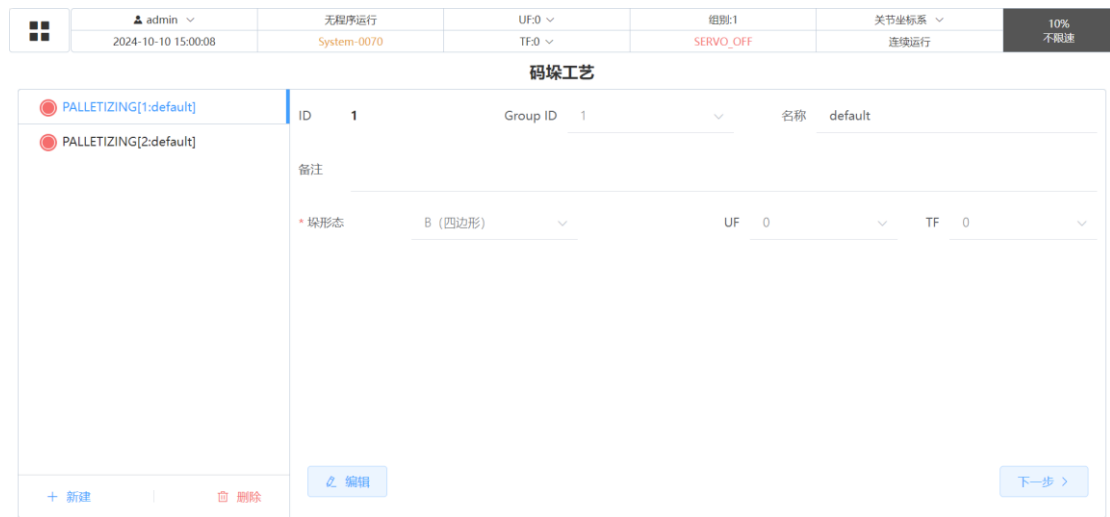 admin 无程序运行 UF:0 组别:1 关节坐标系 10%
2024-10-10 15:00:08 System-0070 TF:0 SERVO_OFF 连续运行 不限速
码垛工艺
PALLETIZING[1:default]
PALLETIZING[2:default]
ID 1 Group ID 1 名称 default
备注
* 垛形态 B（四边形） UF 0 TF 0
编辑 下一步 >
+ 新建 删除